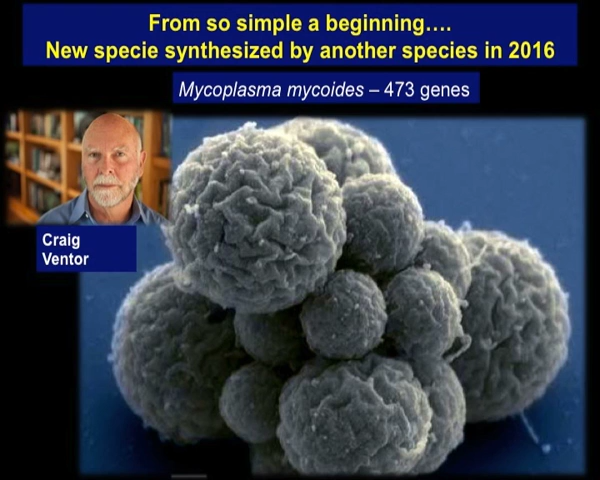 From so simple a beginning....
New specie synthesized by another species in 2016
Mycoplasma mycoides – 473 genes
Craig
Ventor